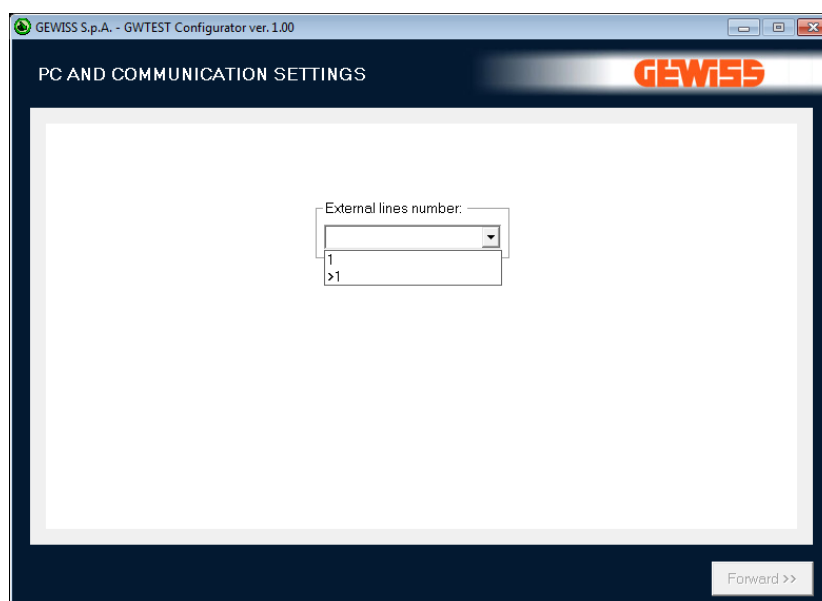 GEWISS S.p.A. - GWTEST Configurator ver. 1.00
PC AND COMMUNICATION SETTINGS
GEWiSS
External lines number:
1
>1
Forward >>